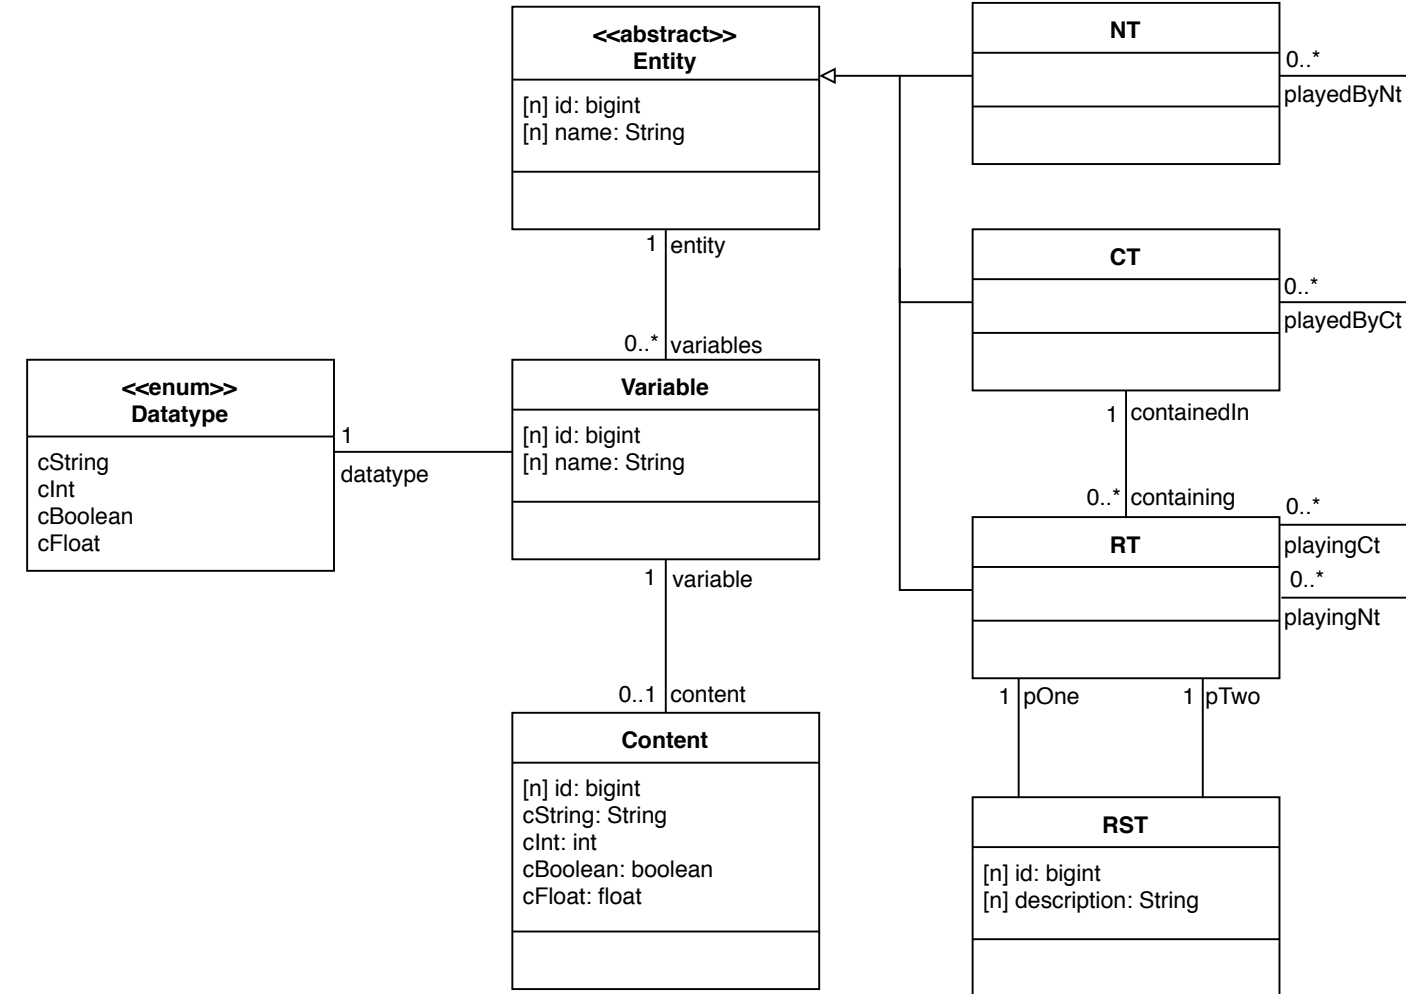 <<abstract>>
Entity
[n] id: bigint
[n] name: String
1 entity
0..* variables
<<enum>>
Datatype
cString
cInt
cBoolean
cFloat
1
datatype
Variable
[n] id: bigint
[n] name: String
1 variable
0..1 content
Content
[n] id: bigint
cString: String
cInt: int
cBoolean: boolean
cFloat: float
NT
0..*
playedByNt
CT
0..*
playedByCt
1 containedIn
0..* containing
RT
0..*
playingCt
0..*
playingNt
1 pOne
1 pTwo
RST
[n] id: bigint
[n] description: String